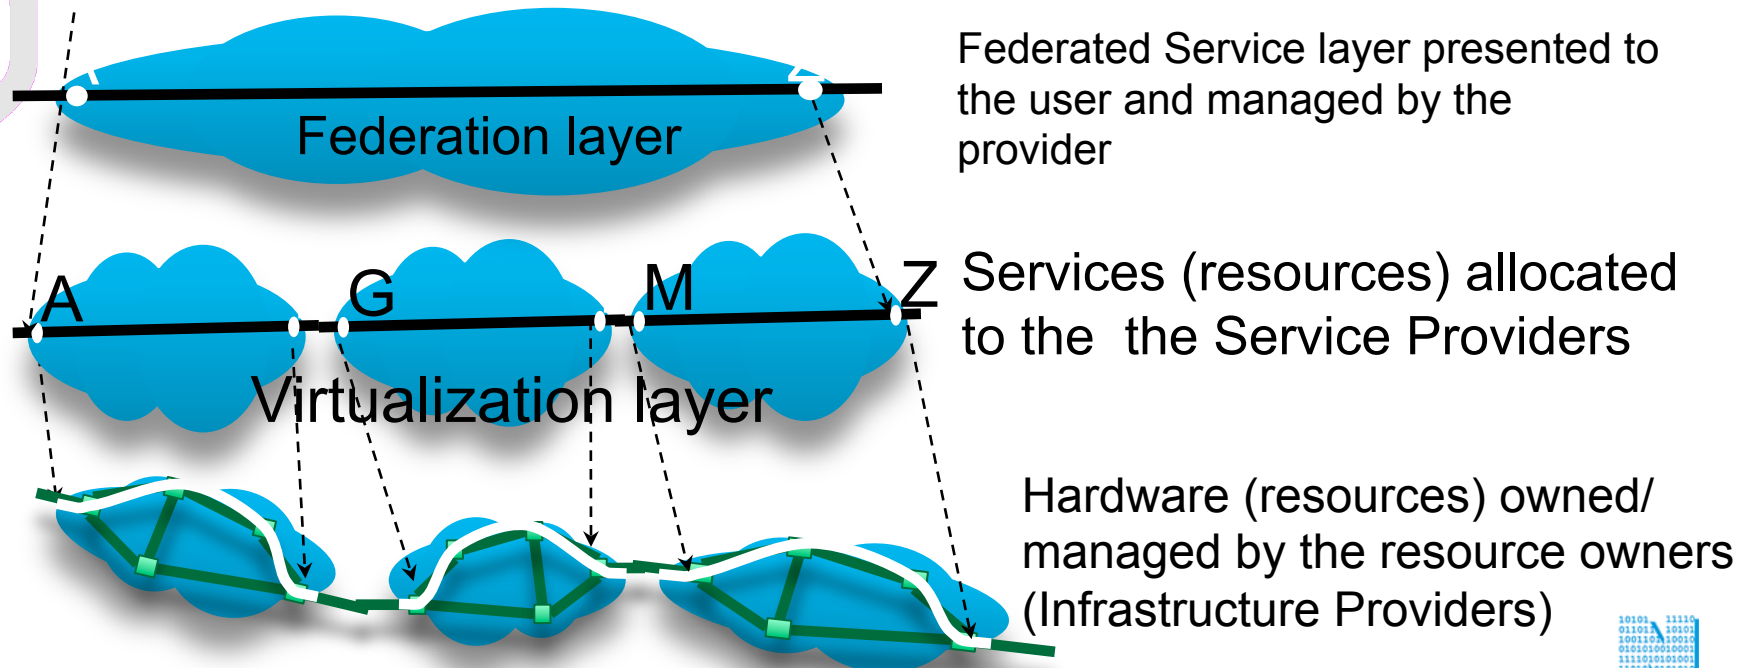 Federated Service layer presented to
the user and managed by the
provider
Federation layer
A
G
M
Z
Services (resources) allocated
to the  the Service Providers
Virtualization layer
Hardware (resources) owned/
managed by the resource owners
(Infrastructure Providers)